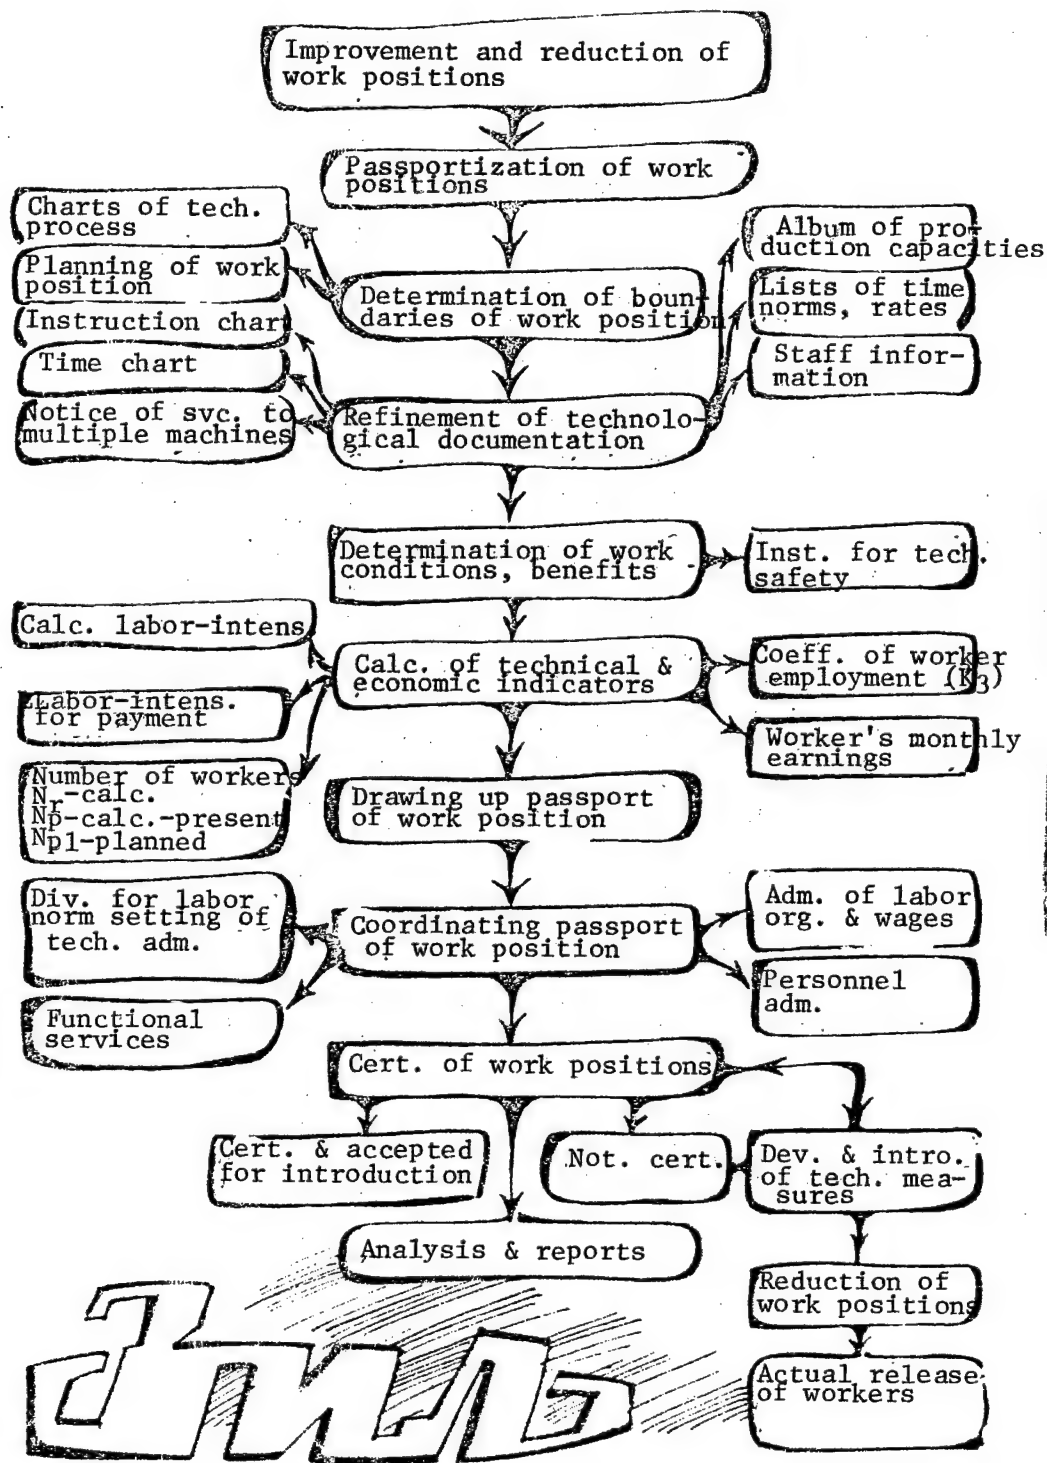 Improvement and reduction of
work positions
Passportization of work
positions
Charts of tech.
process
Planning of work
position
Instruction chart
Time chart
Notice of svc. to
multiple machines
Determination of boun-
daries of work position
Refinement of technolo-
gical documentation
Album of pro-
duction capacities
Lists of time
norms, rates
Staff infor-
mation
Determination of work
conditions, benefits
Inst. for tech.
safety
Calc. labor-intens
Labor-intens.
for payment
Number of workers
Nr-calc.
Np-calc.-present
Npl-planned
Calc. of technical &
economic indicators
Coeff. of worker
employment (K3)
Worker's monthly
earnings
Drawing up passport
of work position
Div. for labor
norm setting of
tech. adm.
Functional
services
Coordinating passport
of work position
Adm. of labor
org. & wages
Personnel
adm.
Cert. of work positions
Cert. & accepted
for introduction
Not. cert.
Dev. & intro.
of tech. mea-
sures
Analysis & reports
Reduction of
work positions
Actual release
of workers
ЗИЛ